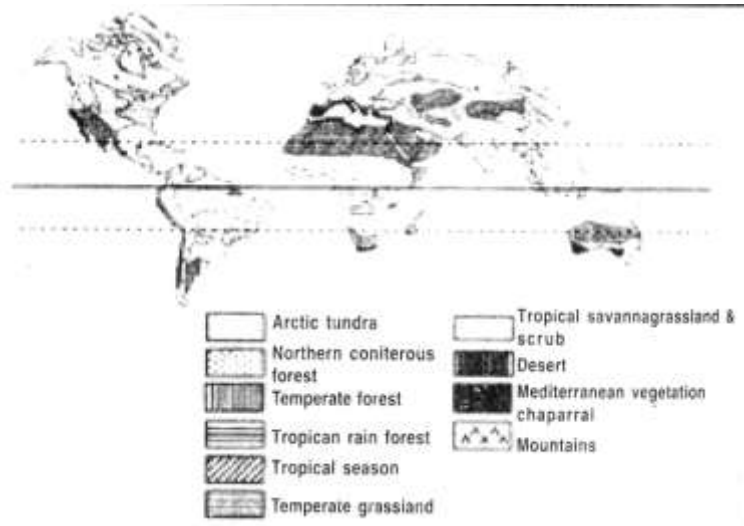 Arctic tundra
Northern coniterous
forest
Temperate forest
Tropican rain forest
Tropical season
Temperate grassland
Tropical savannagrassland &
scrub
Desert
Mediterranean vegetation
chaparral
Mountains